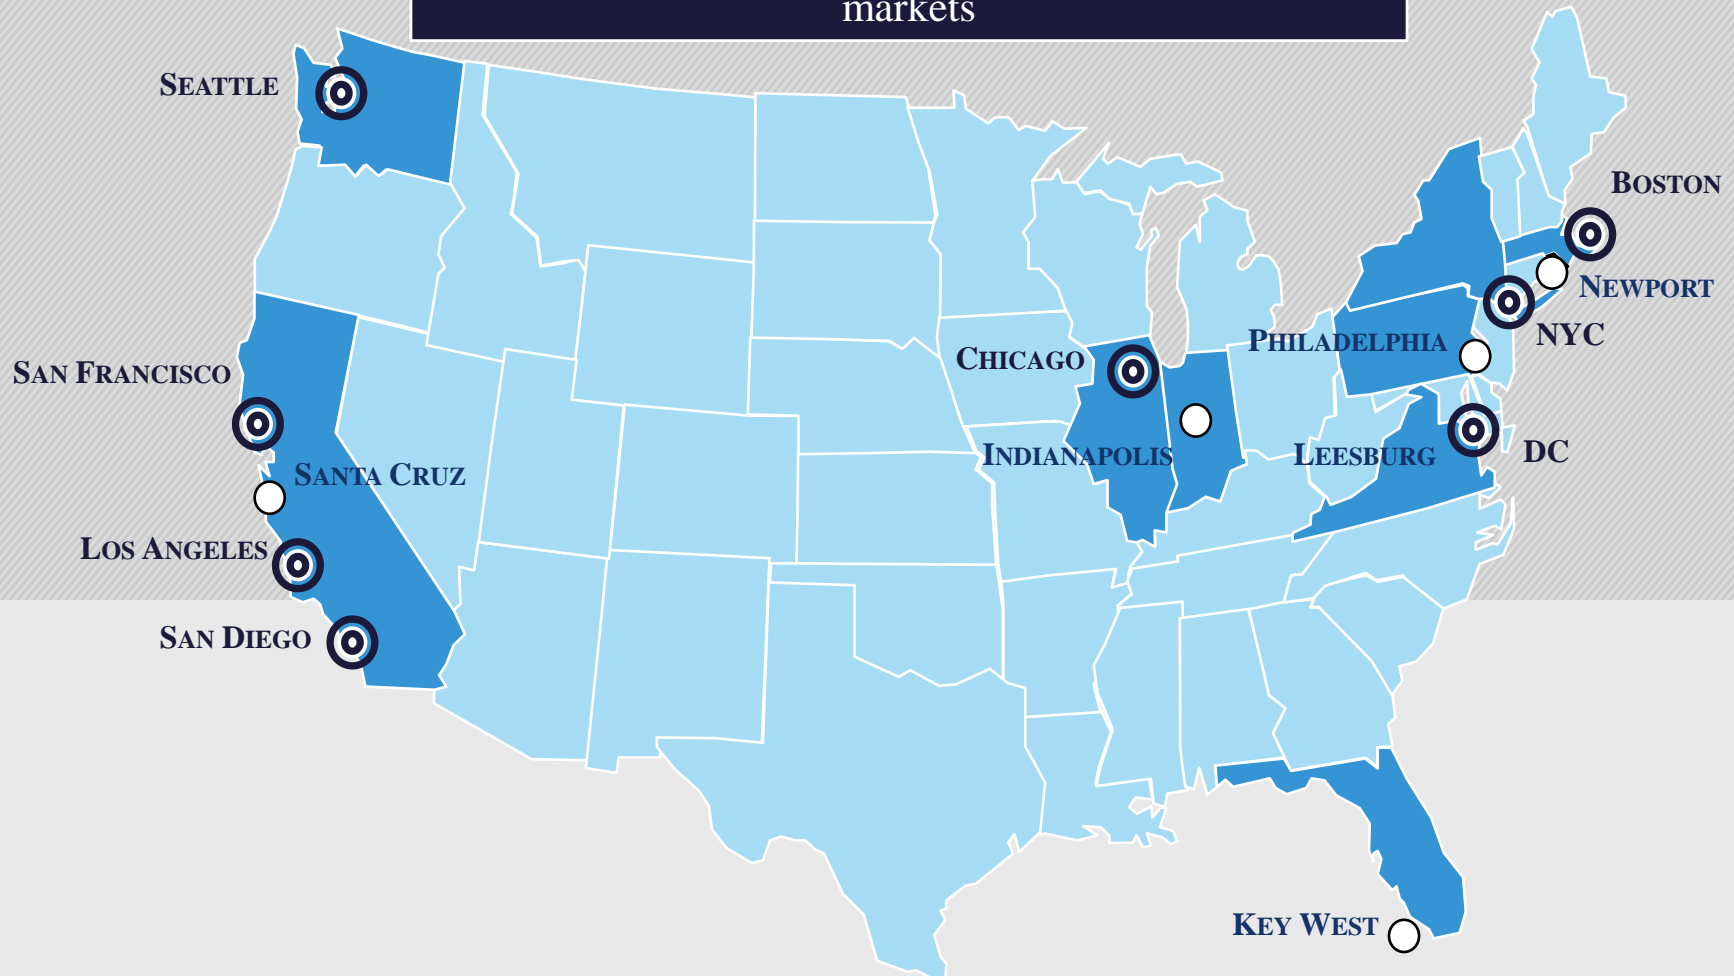 markets
SEATTLE
BOSTON
NEWPORT
NYC
PHILADELPHIA
CHICAGO
SAN FRANCISCO
INDIANAPOLIS
LEESBURG
DC
SANTA CRUZ
LOS ANGELES
SAN DIEGO
KEY WEST